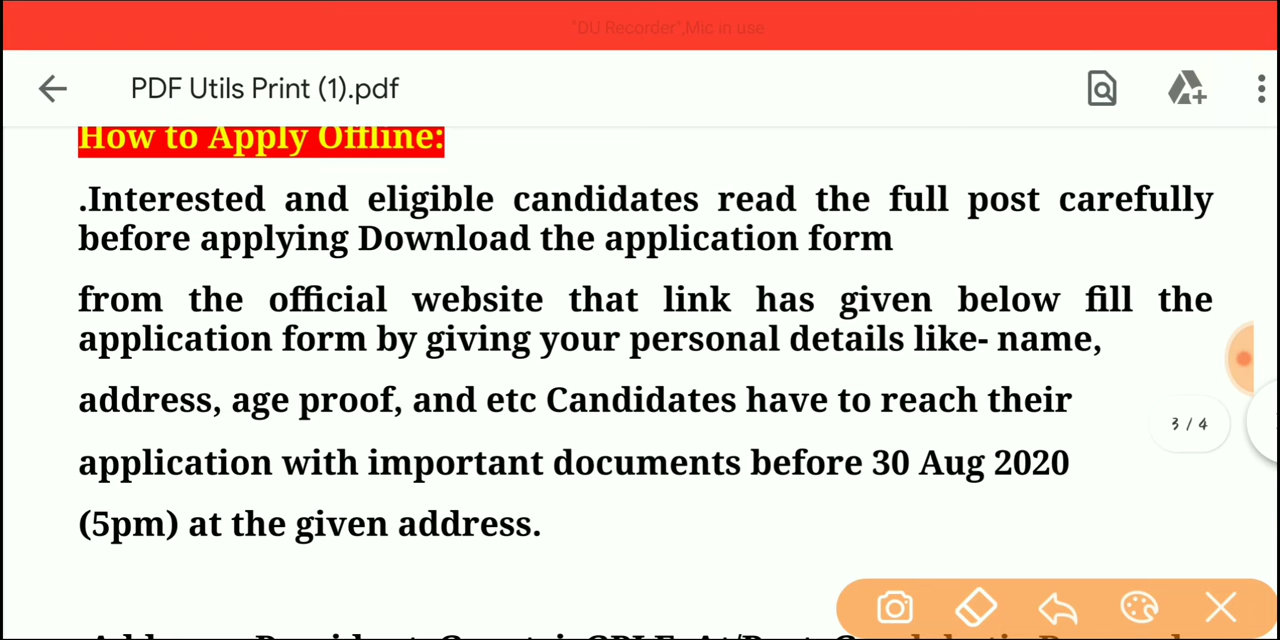 "DU Recorder",Mic in use
PDF Utils Print (1).pdf
How to Apply Offline:
.Interested and eligible candidates read the full post carefully
before applying Download the application form
from the official website that link has given below fill the
application form by giving your personal details like- name,
address, age proof, and etc Candidates have to reach their
3 / 4
application with important documents before 30 Aug 2020
(5pm) at the given address.